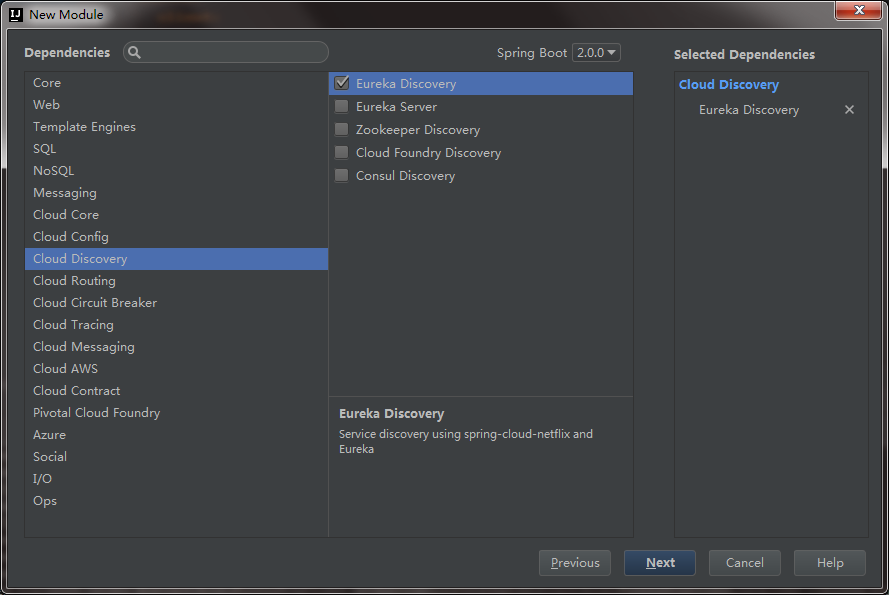 New Module
Dependencies
Spring Boot 2.0.0
Selected Dependencies
Core
Web
Template Engines
SQL
NoSQL
Messaging
Cloud Core
Cloud Config
Cloud Discovery
Cloud Routing
Cloud Circuit Breaker
Cloud Tracing
Cloud Messaging
Cloud AWS
Cloud Contract
Pivotal Cloud Foundry
Azure
Social
I/O
Ops
Eureka Discovery
Eureka Server
Zookeeper Discovery
Cloud Foundry Discovery
Consul Discovery
Eureka Discovery
Service discovery using spring-cloud-netflix and
Eureka
Cloud Discovery
Eureka Discovery
Previous
Next
Cancel
Help